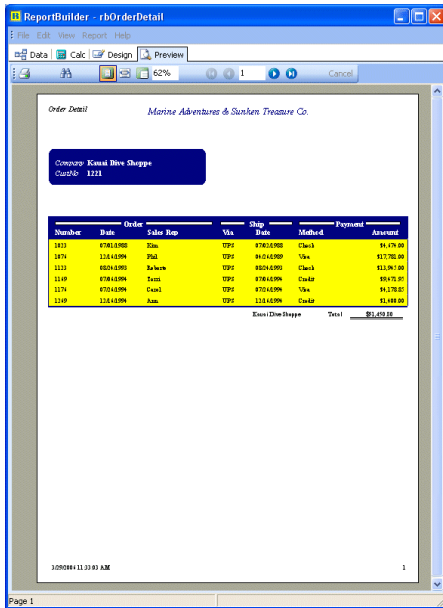 ReportBuilder - rbOrderDetail
File Edit View Report Help
Data Calc Design Preview
62% 1 Cancel
Order Detail Marine Adventures & Sunken Treasure Co.
Company Kauai Dive Shoppe
CustNo 1221
Order Ship Payment
Number Date Sales Rep Via Date Method Amount
1023 07/01/1988 Kim UPS 07/02/1988 Check $4,674.00
1076 Phil UPS 04/26/1989 Visa $17,781.00
1123 08/24/1993 Roberto UPS 08/24/1993 Check $13,945.00
1169 07/06/1994 Terri UPS 07/06/1994 Credit $9,471.95
1176 07/26/1994 Carol UPS 07/26/1994 Visa $4,178.85
1269 12/16/1994 Ann UPS 12/16/1994 Credit $1,400.00
Kauai Dive Shoppe Total $51,450.80
3/29/2004 11:33:03 AM 1
Page 1